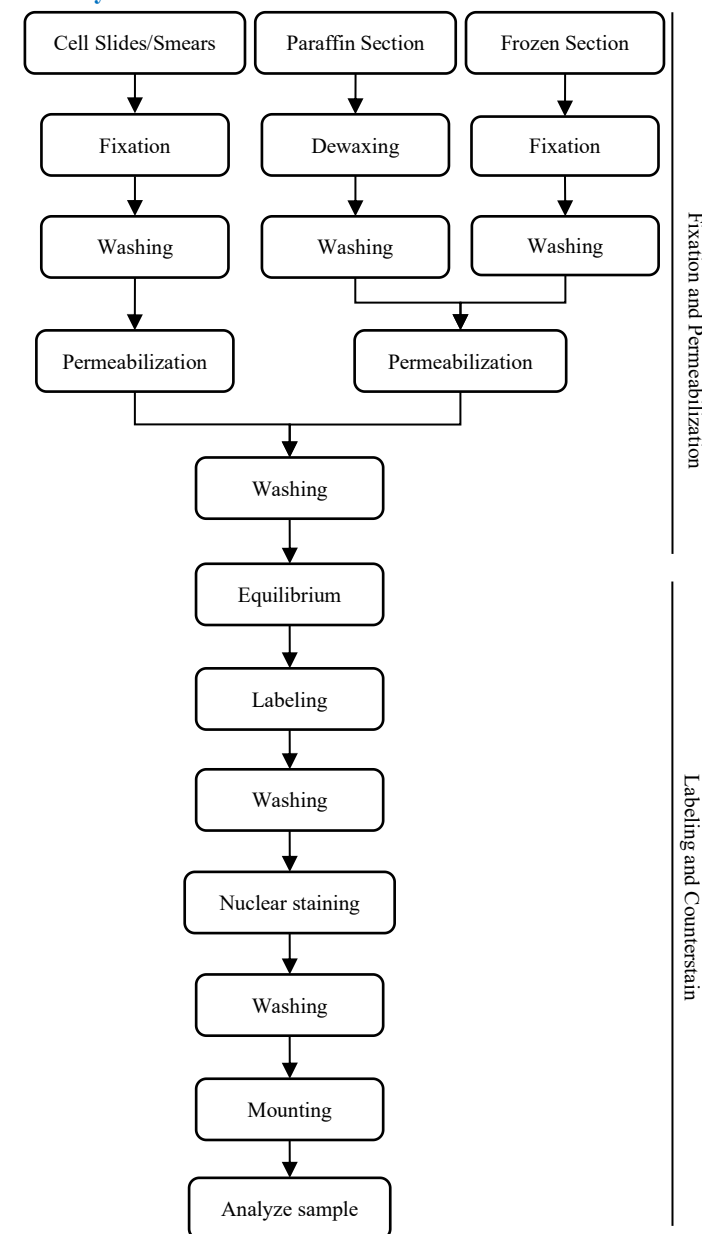 Cell Slides/Smears
Paraffin Section
Frozen Section
Fixation
Dewaxing
Fixation
Washing
Washing
Washing
Permeabilization
Permeabilization
Washing
Equilibrium
Labeling
Washing
Nuclear staining
Washing
Mounting
Analyze sample
Fixation and Permeabilization
Labeling and Counterstain